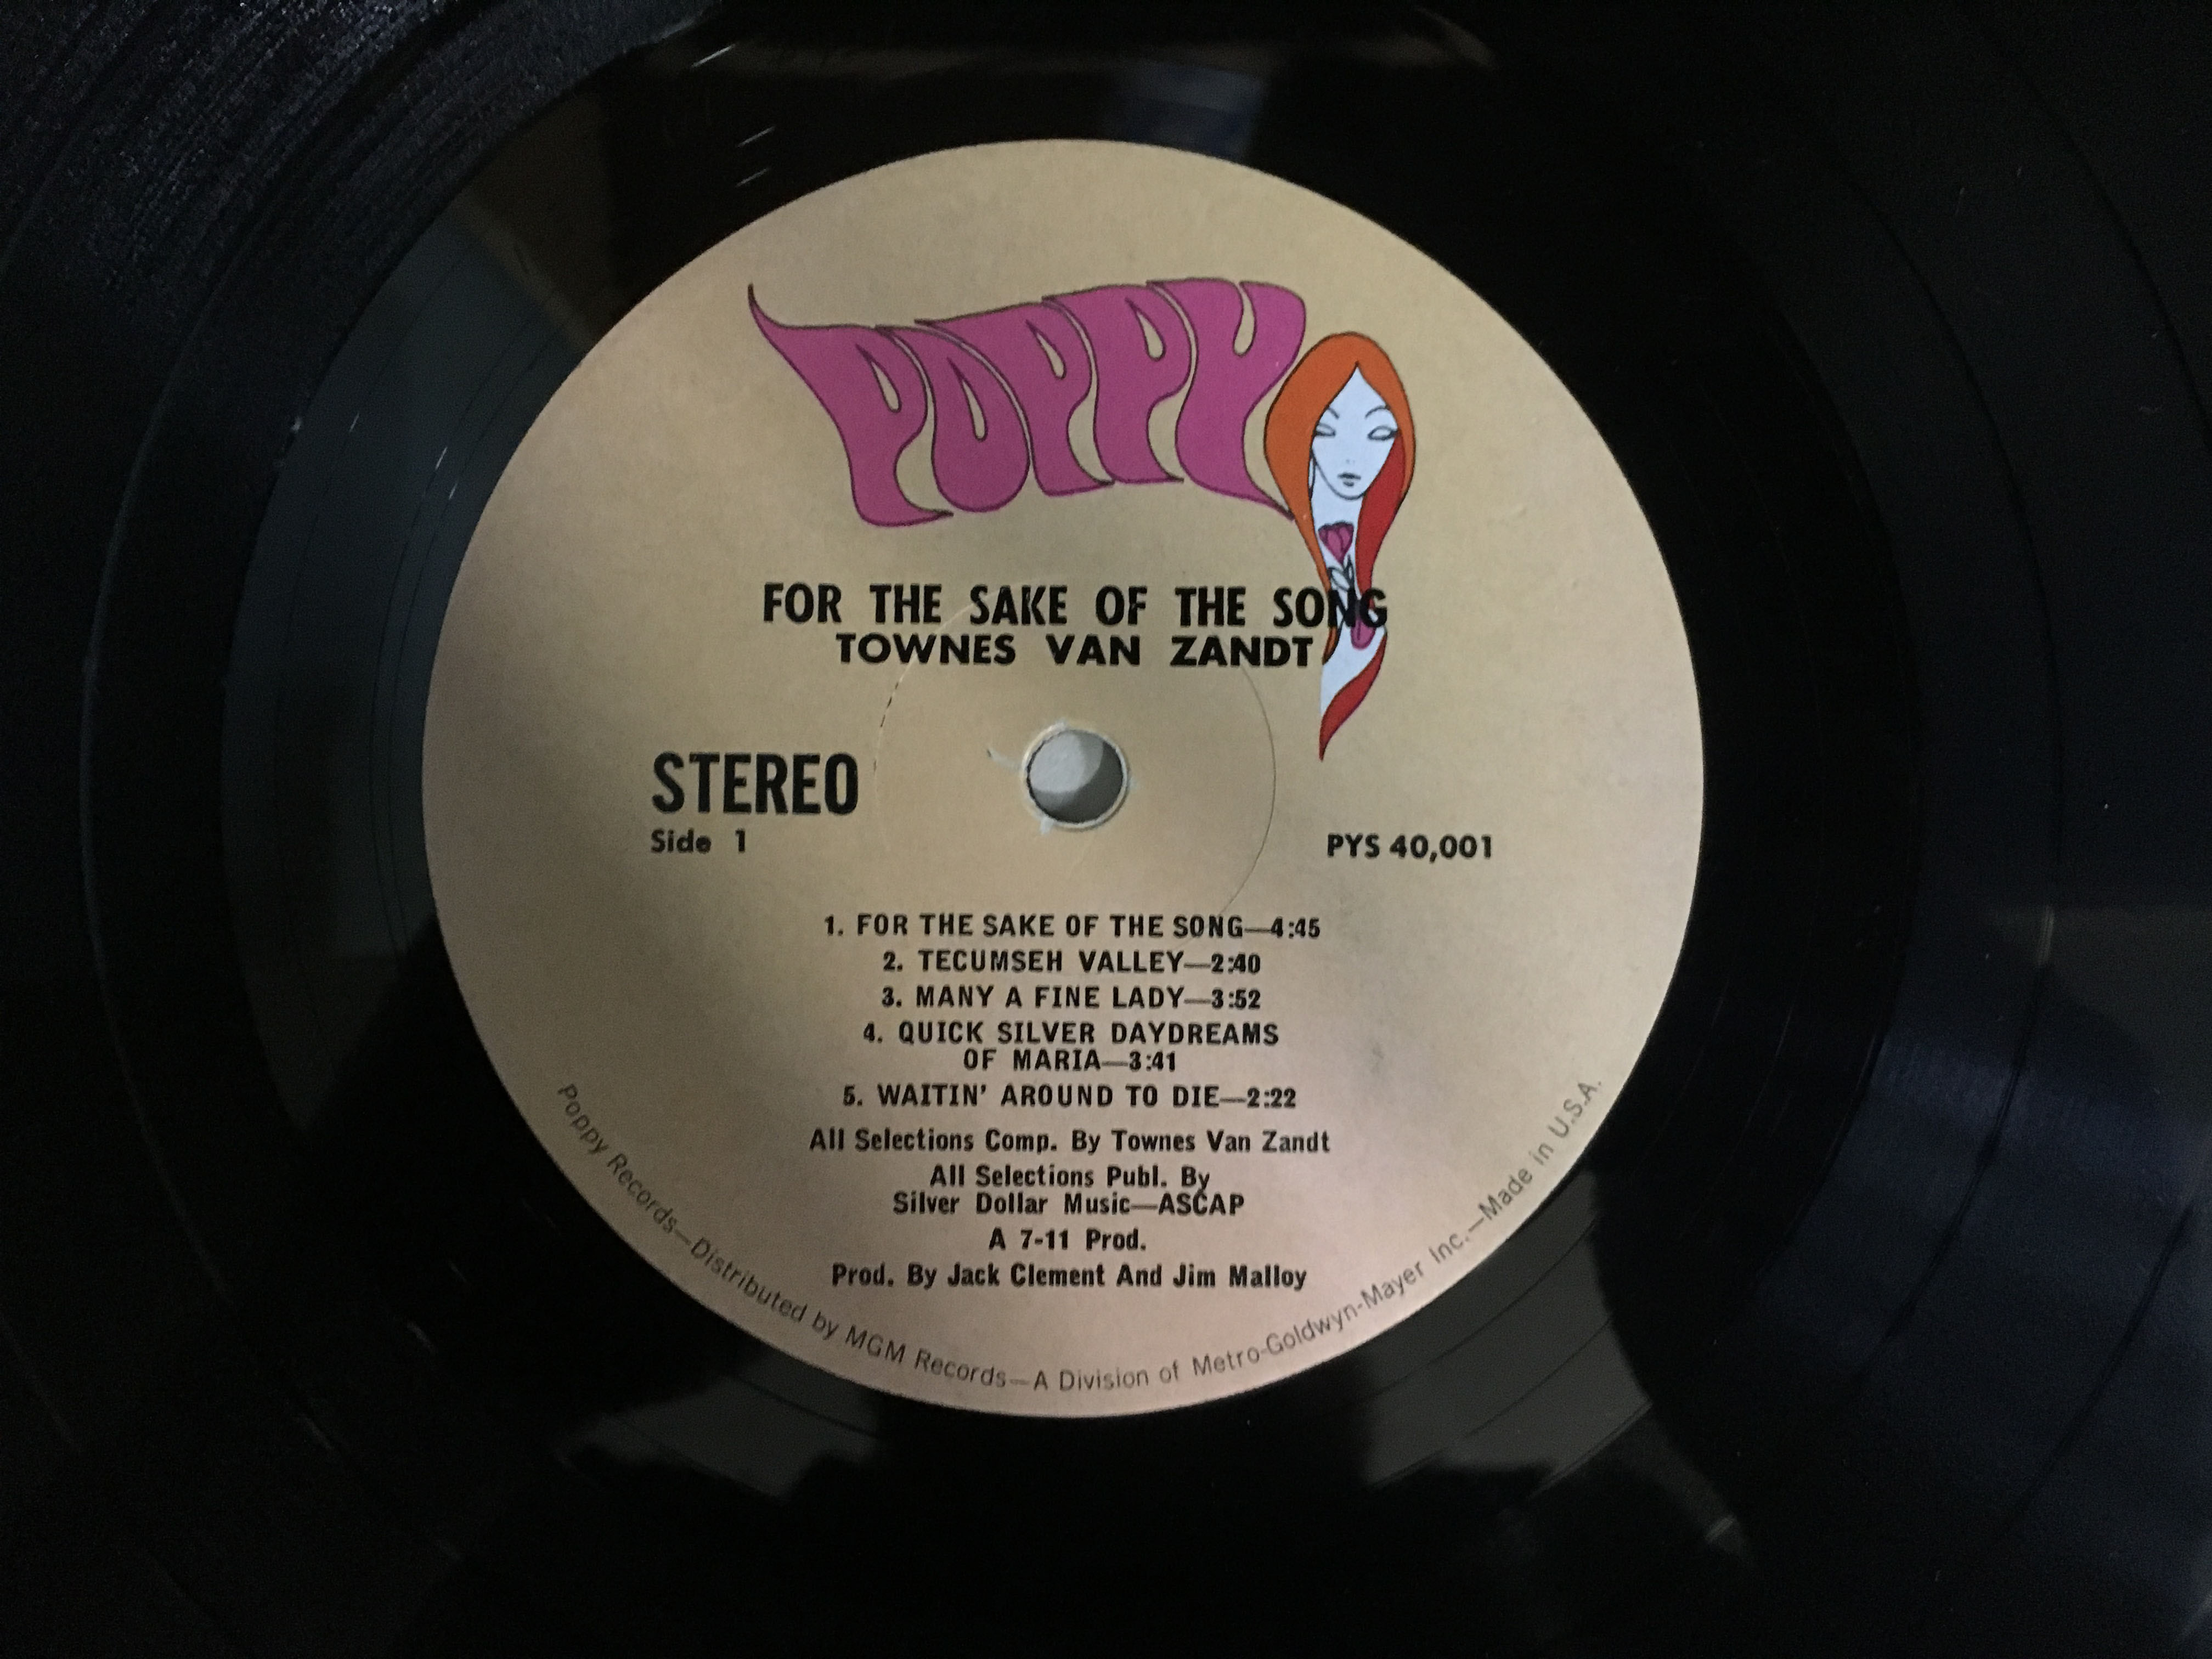 POPPY
FOR THE SAKE OF THE SONG
TOWNES VAN ZANDT
STEREO
Side 1
PYS 40,001
1. FOR THE SAKE OF THE SONG—4:45
2. TECUMSEH VALLEY—2:40
3. MANY A FINE LADY—3:52
4. QUICK SILVER DAYDREAMS
OF MARIA—3:41
5. WAITIN' AROUND TO DIE—2:22
All Selections Comp. By Townes Van Zandt
All Selections Publ. By
Silver Dollar Music—ASCAP
A 7-11 Prod.
Prod. By Jack Clement And Jim Malloy
Poppy Records—Distributed by MGM Records—A Division of Metro-Goldwyn-Mayer Inc.—Made in U.S.A.